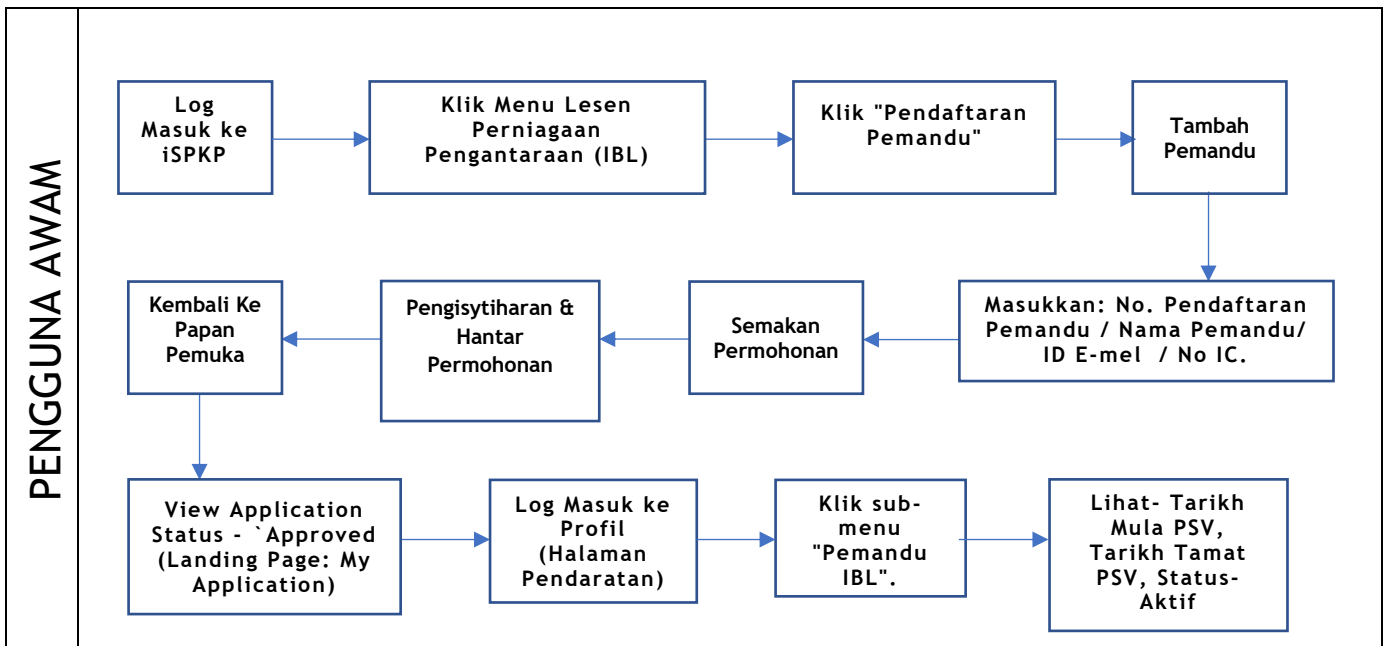 PENGGUNA AWAM
Log
Masuk ke
iSPKP
Klik Menu Lesen
Perniagaan
Pengantaraan (IBL)
Klik "Pendaftaran
Pemandu"
Tambah
Pemandu
Masukkan: No. Pendaftaran
Pemandu / Nama Pemandu/
ID E-mel / No IC.
Semakan
Permohonan
Pengisytiharan &
Hantar
Permohonan
Kembali Ke
Papan
Pemuka
View Application
Status - `Approved
(Landing Page: My
Application)
Log Masuk ke
Profil
(Halaman
Pendaratan)
Klik sub-
menu
"Pemandu
IBL".
Lihat- Tarikh
Mula PSV,
Tarikh Tamat
PSV, Status-
Aktif